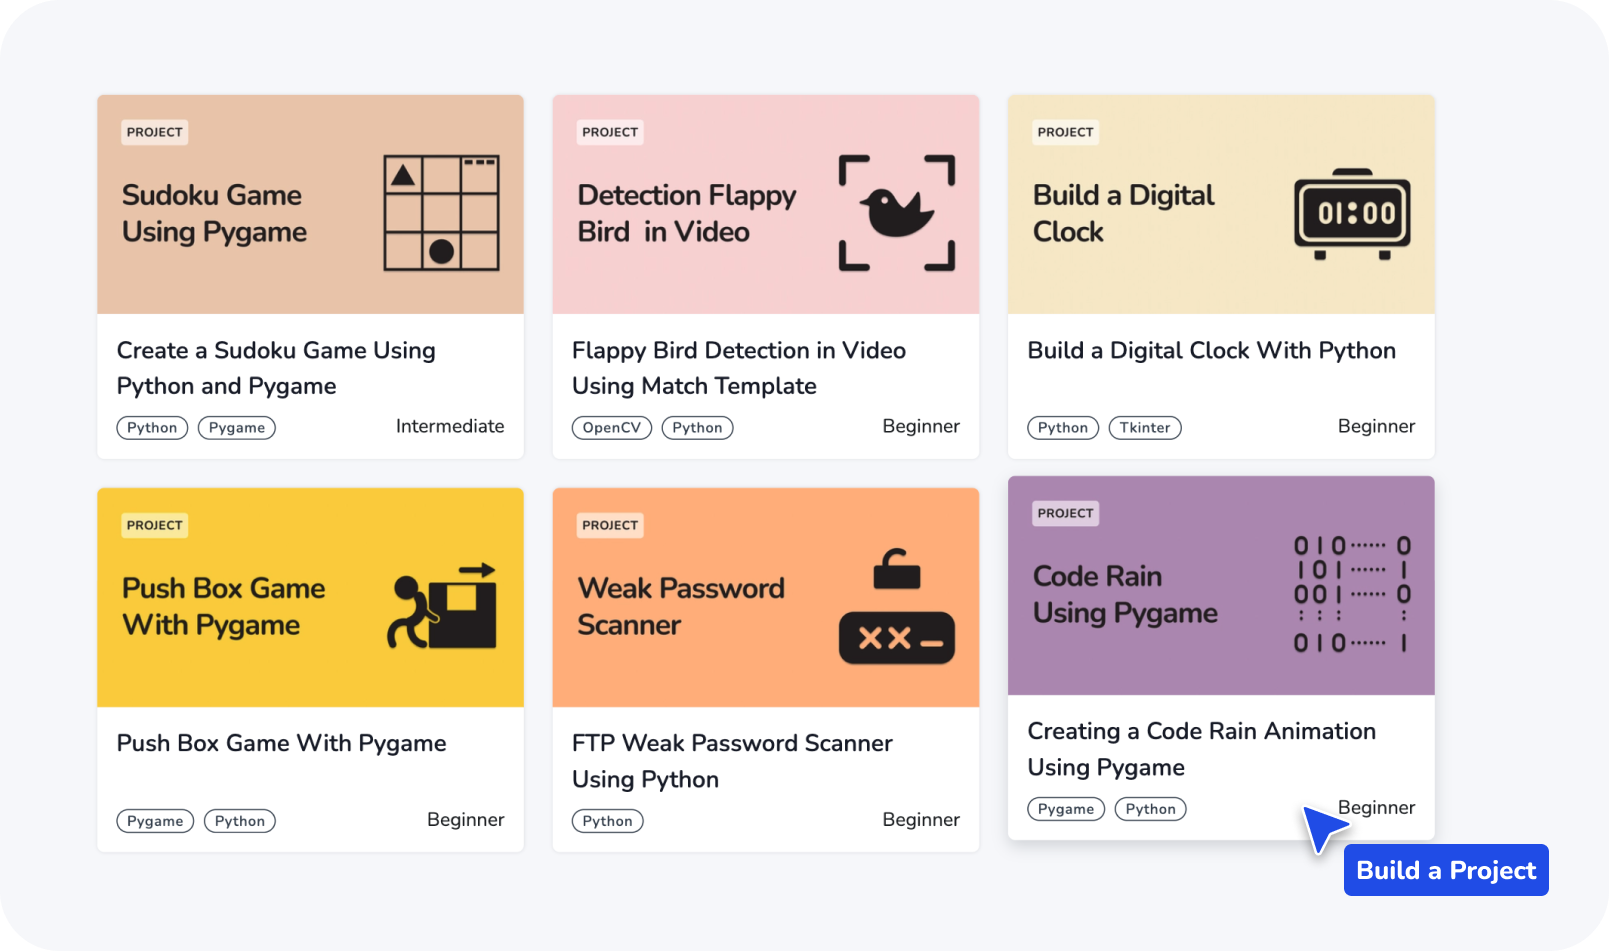 PROJECT
Sudoku Game
Using Pygame
Create a Sudoku Game Using
Python and Pygame
Python
Pygame
Intermediate
PROJECT
Detection Flappy
Bird in Video
Flappy Bird Detection in Video
Using Match Template
OpenCV
Python
Beginner
PROJECT
Build a Digital
Clock
01:00
Build a Digital Clock With Python
Python
Tkinter
Beginner
PROJECT
Push Box Game
With Pygame
Push Box Game With Pygame
Pygame
Python
Beginner
PROJECT
Weak Password
Scanner
XX_
FTP Weak Password Scanner
Using Python
Python
Beginner
PROJECT
Code Rain
Using Pygame
010······0
101······1
001······0
: : : :
010······1
Creating a Code Rain Animation
Using Pygame
Pygame
Python
Beginner
Build a Project